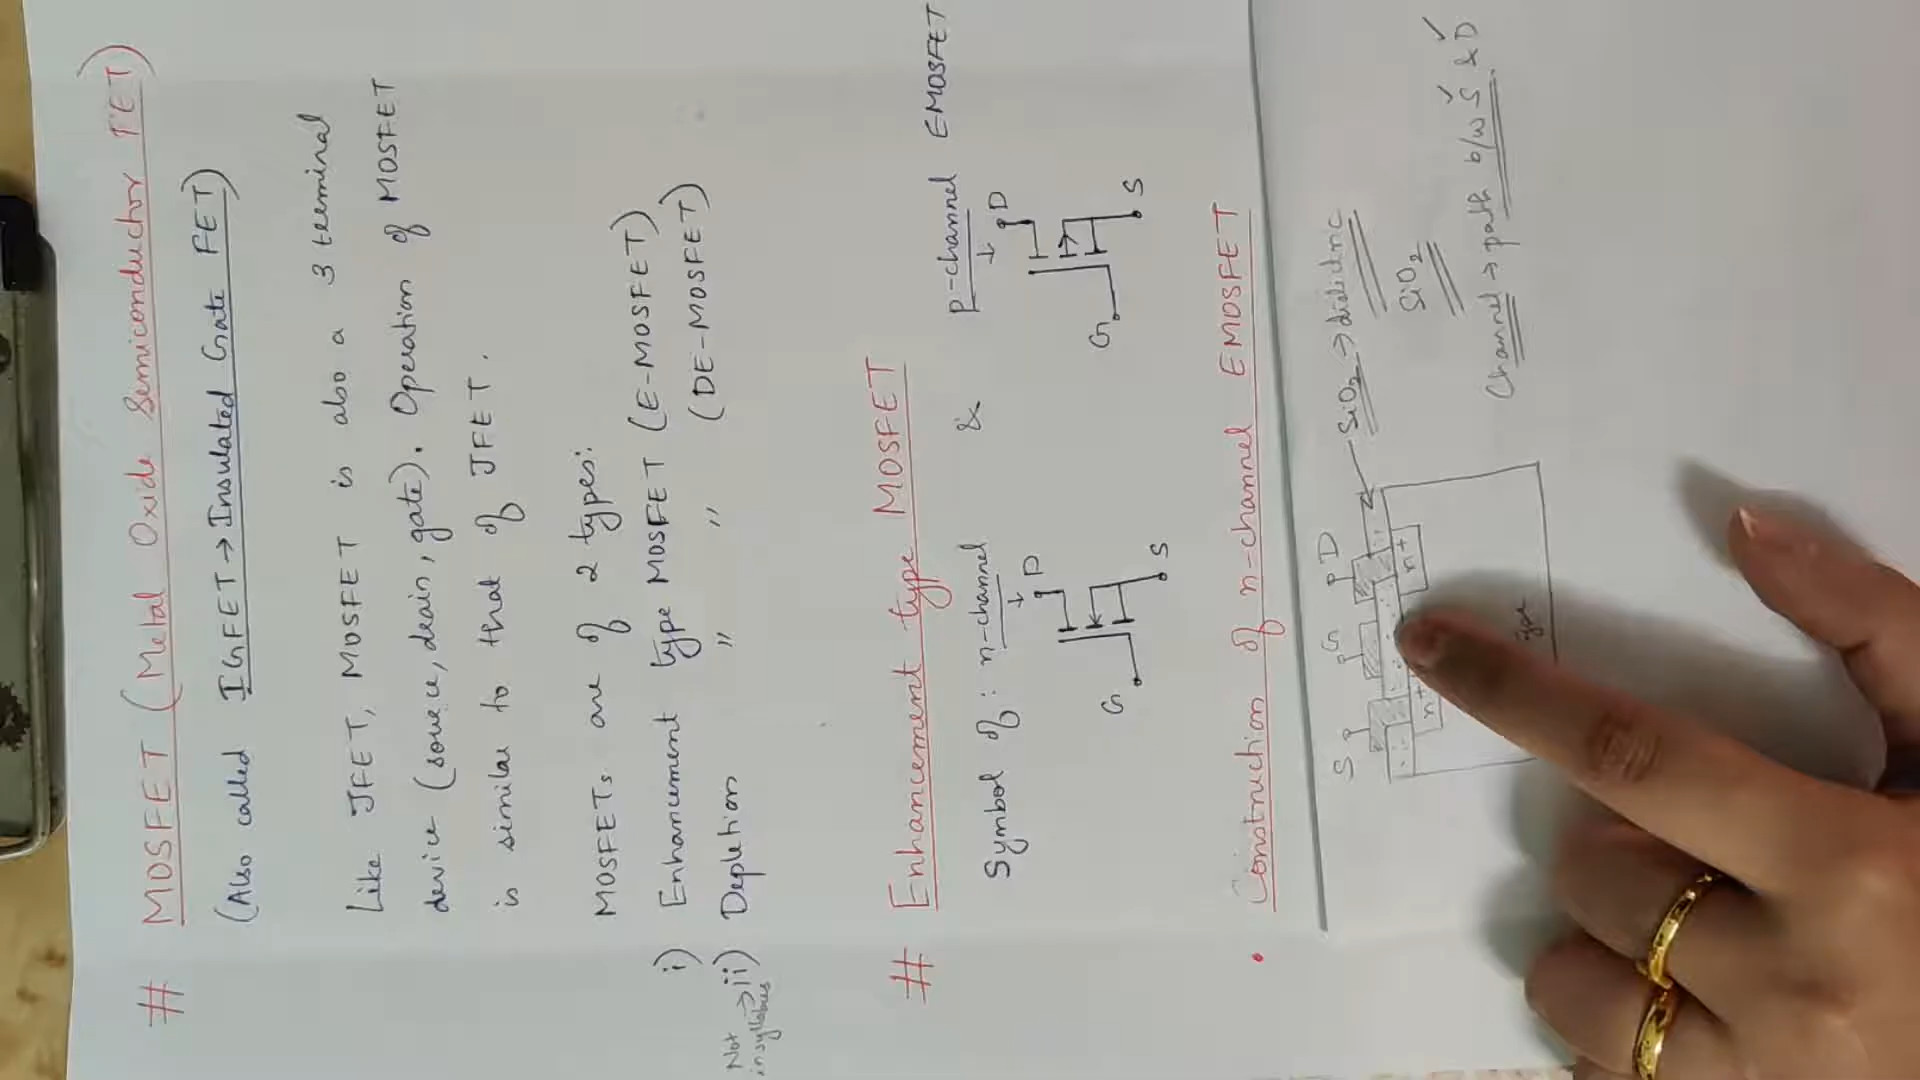 # MOSFET (Metal Oxide Semiconductor FET)
(Also called IGFET → Insulated Gate FET)
Like JFET, MOSFET is also a 3 terminal
device (source, drain, gate). Operation of MOSFET
is similar to that of JFET.
MOSFETs are of 2 types:
i) Enhancement type MOSFET (E-MOSFET)
Not in syllabus → ii) Depletion " " (DE-MOSFET)
# Enhancement type MOSFET
Symbol of: n-channel & p-channel EMOSFET
↓ ↓
D D
G G
S S
• Construction of n-channel EMOSFET
S G D
SiO2 → 
SiO2
n+ n+
type
Channel → path b/w S & D